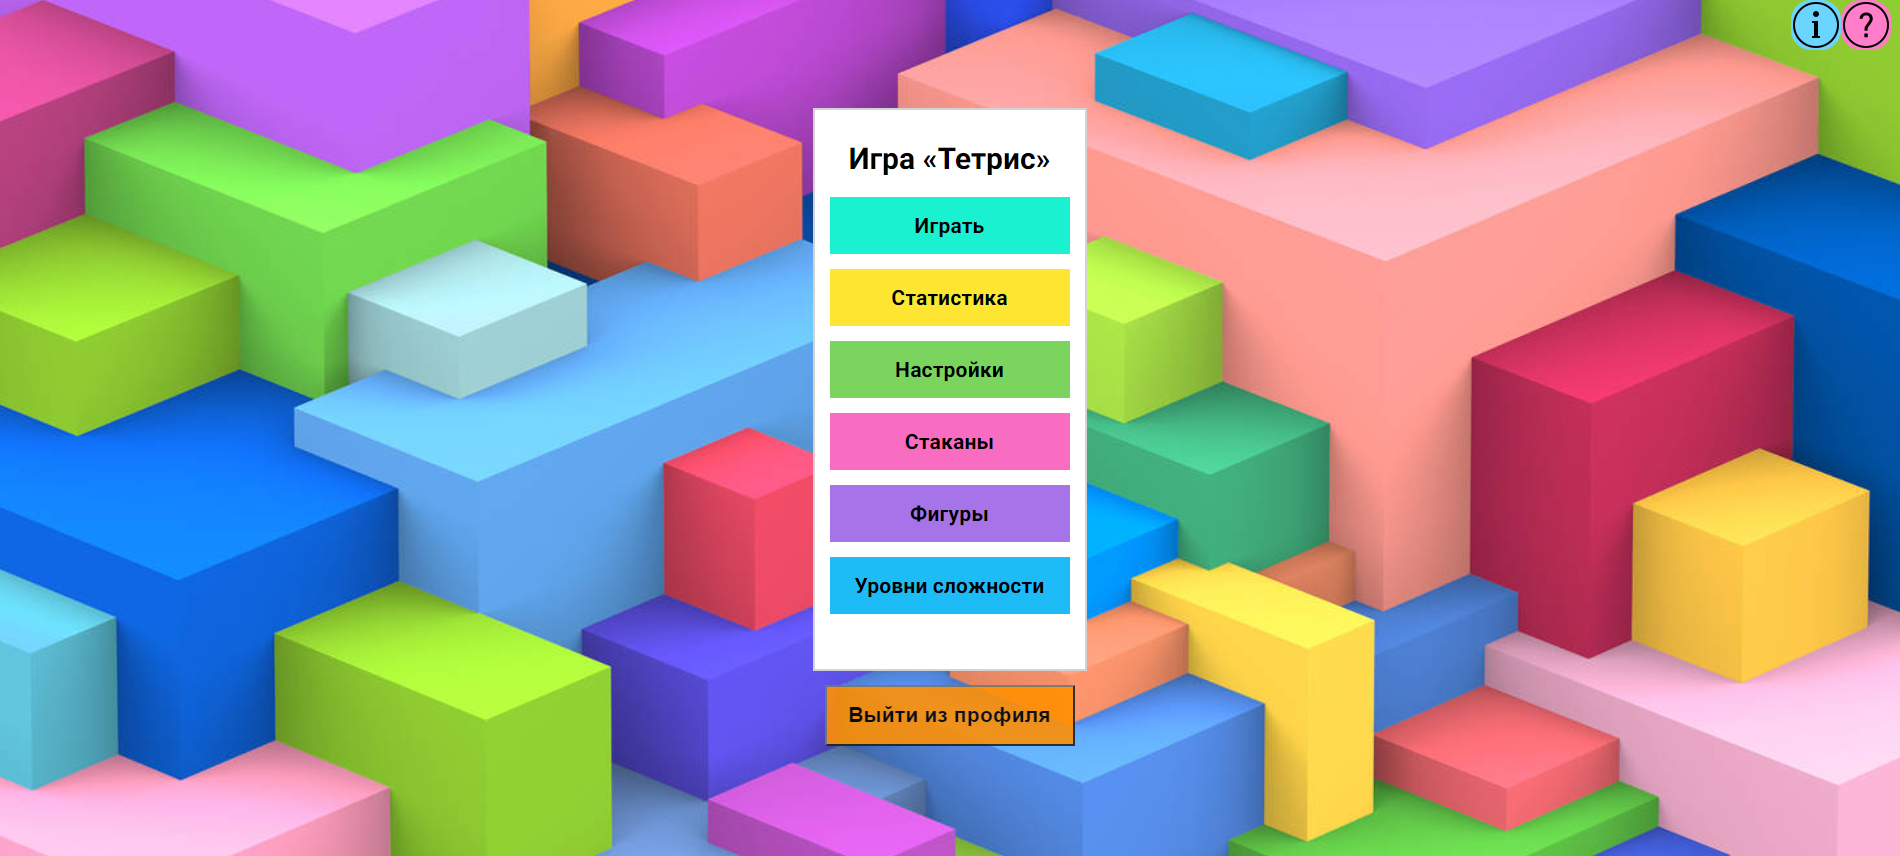 i ?
Игра «Тетрис»
Играть
Статистика
Настройки
Стаканы
Фигуры
Уровни сложности
Выйти из профиля